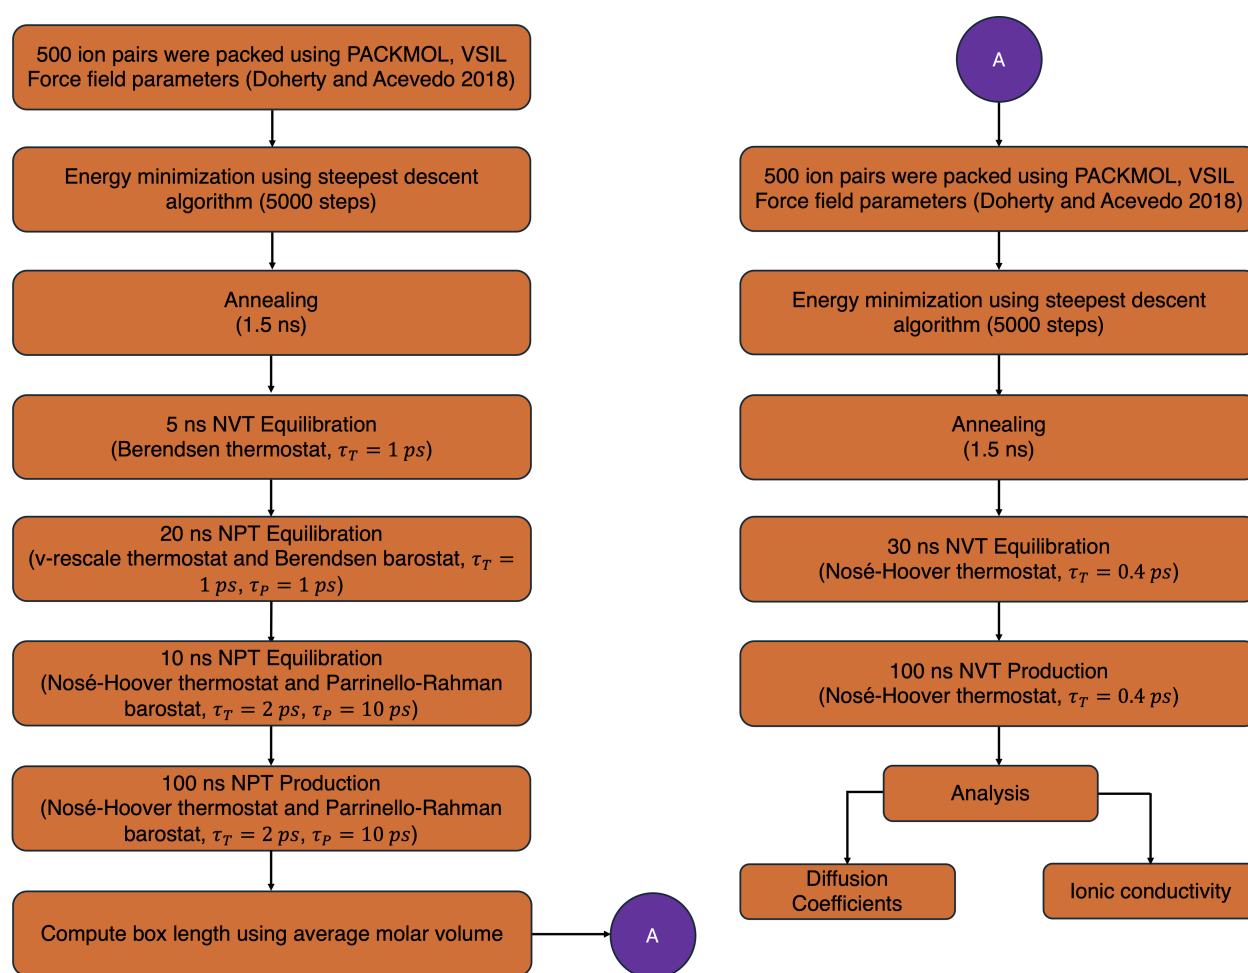 500 ion pairs were packed using PACKMOL, VSIL
Force field parameters (Doherty and Acevedo 2018)
Energy minimization using steepest descent
algorithm (5000 steps)
Annealing
(1.5 ns)
5 ns NVT Equilibration
(Berendsen thermostat, τ_T = 1 ps)
20 ns NPT Equilibration
(v-rescale thermostat and Berendsen barostat, τ_T =
1 ps, τ_P = 1 ps)
10 ns NPT Equilibration
(Nosé-Hoover thermostat and Parrinello-Rahman
barostat, τ_T = 2 ps, τ_P = 10 ps)
100 ns NPT Production
(Nosé-Hoover thermostat and Parrinello-Rahman
barostat, τ_T = 2 ps, τ_P = 10 ps)
Compute box length using average molar volume
A
A
500 ion pairs were packed using PACKMOL, VSIL
Force field parameters (Doherty and Acevedo 2018)
Energy minimization using steepest descent
algorithm (5000 steps)
Annealing
(1.5 ns)
30 ns NVT Equilibration
(Nosé-Hoover thermostat, τ_T = 0.4 ps)
100 ns NVT Production
(Nosé-Hoover thermostat, τ_T = 0.4 ps)
Analysis
Diffusion
Coefficients
Ionic conductivity